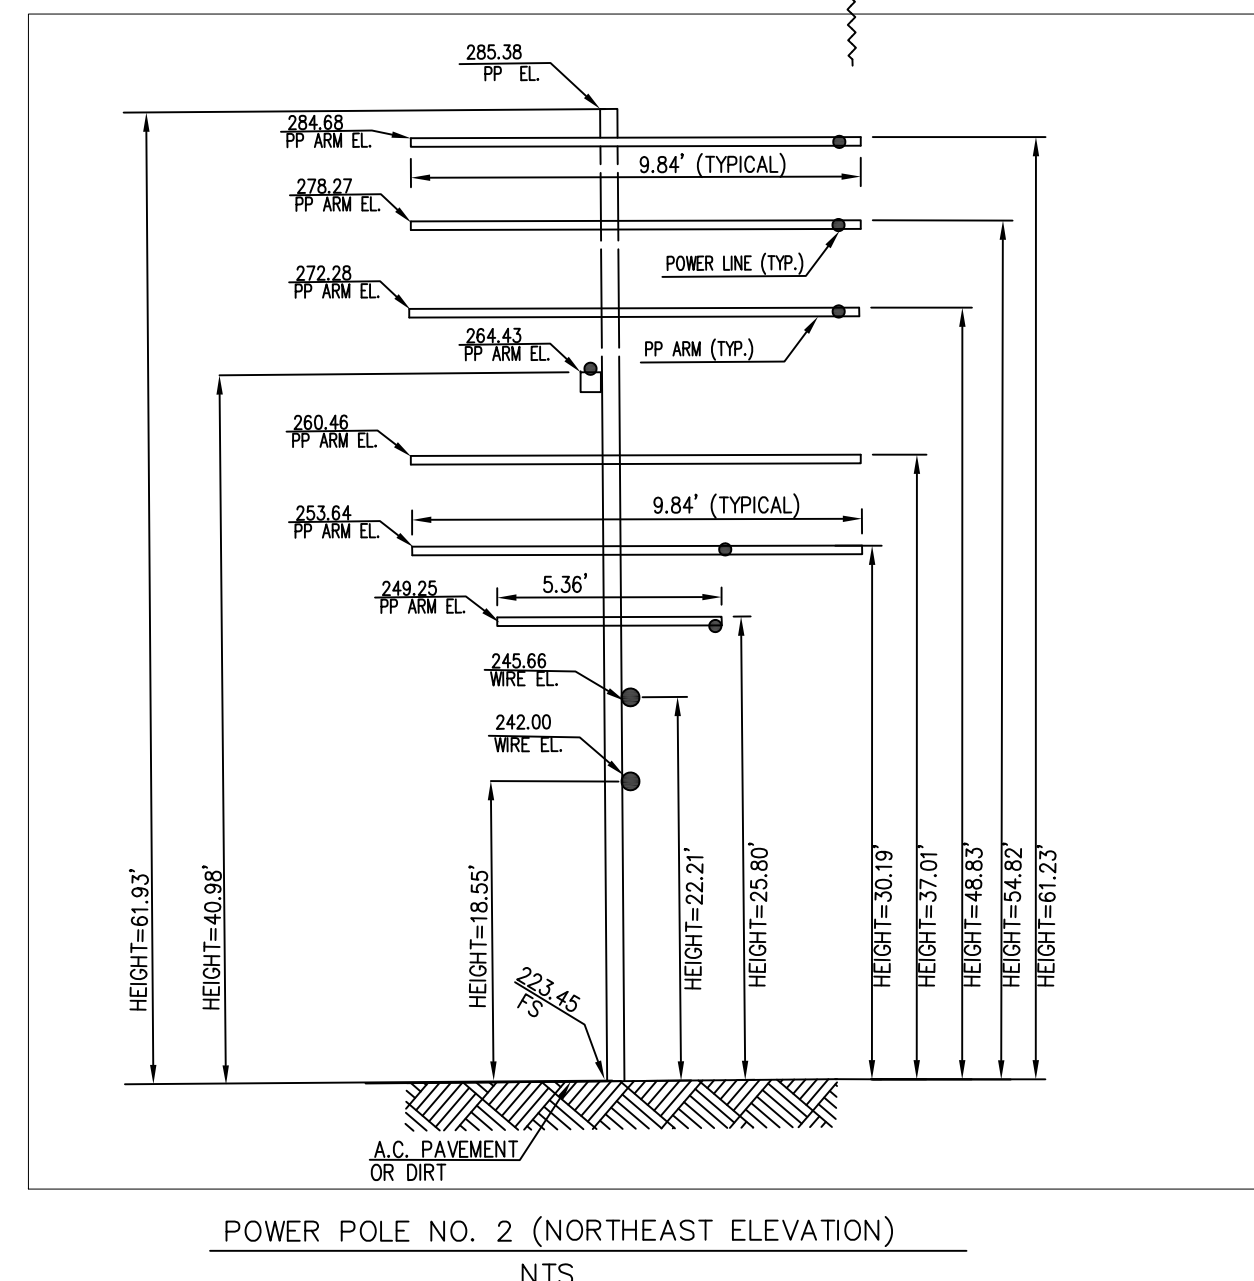 285.38
PP EL.
284.68
PP ARM EL.
9.84' (TYPICAL)
278.27
PP ARM EL.
POWER LINE (TYP.)
272.28
PP ARM EL.
264.43
PP ARM EL.
PP ARM (TYP.)
260.46
PP ARM EL.
9.84' (TYPICAL)
253.64
PP ARM EL.
249.25
PP ARM EL.
5.36'
245.66
WIRE EL.
242.00
WIRE EL.
HEIGHT=61.93'
HEIGHT=40.98'
HEIGHT=18.55'
HEIGHT=22.21'
HEIGHT=25.80'
HEIGHT=30.19'
HEIGHT=37.01'
HEIGHT=48.83'
HEIGHT=54.82'
HEIGHT=61.23'
223.45
FS
A.C. PAVEMENT
OR DIRT
POWER POLE NO. 2 (NORTHEAST ELEVATION)
NTS